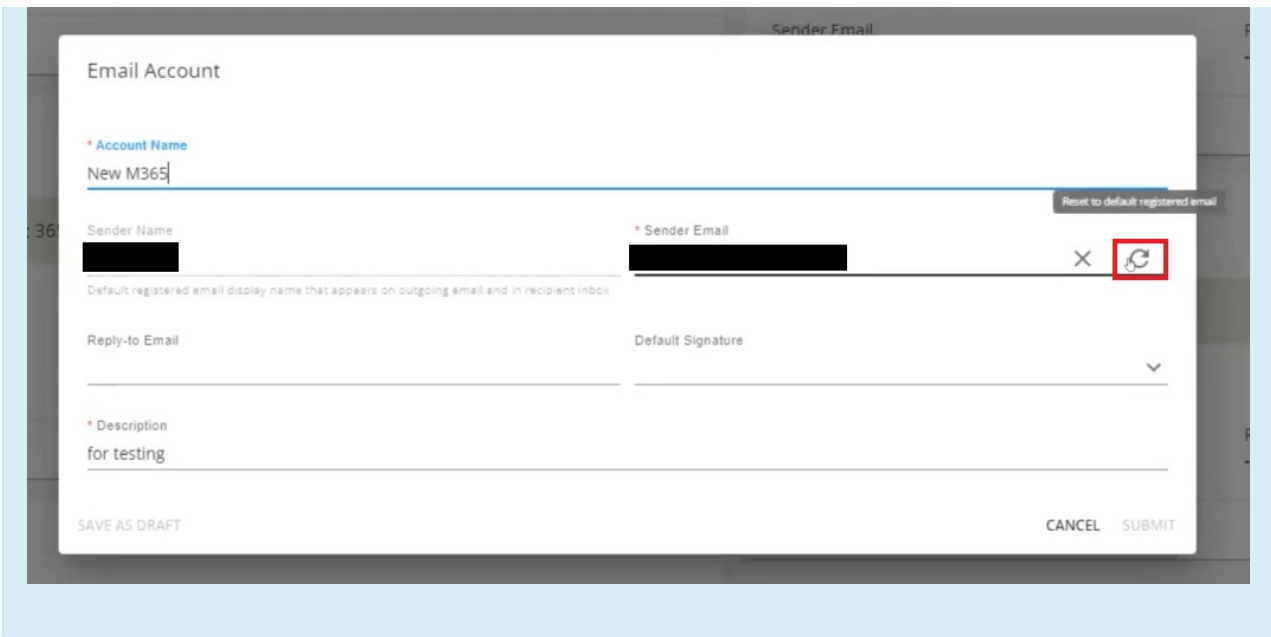 Sender Email
Email Account
* Account Name
New M365
Reset to default registered email
: 365
Sender Name
* Sender Email
Default registered email display name that appears on outgoing email and in recipient inbox
Reply-to Email
Default Signature
* Description
for testing
SAVE AS DRAFT
CANCEL
SUBMIT